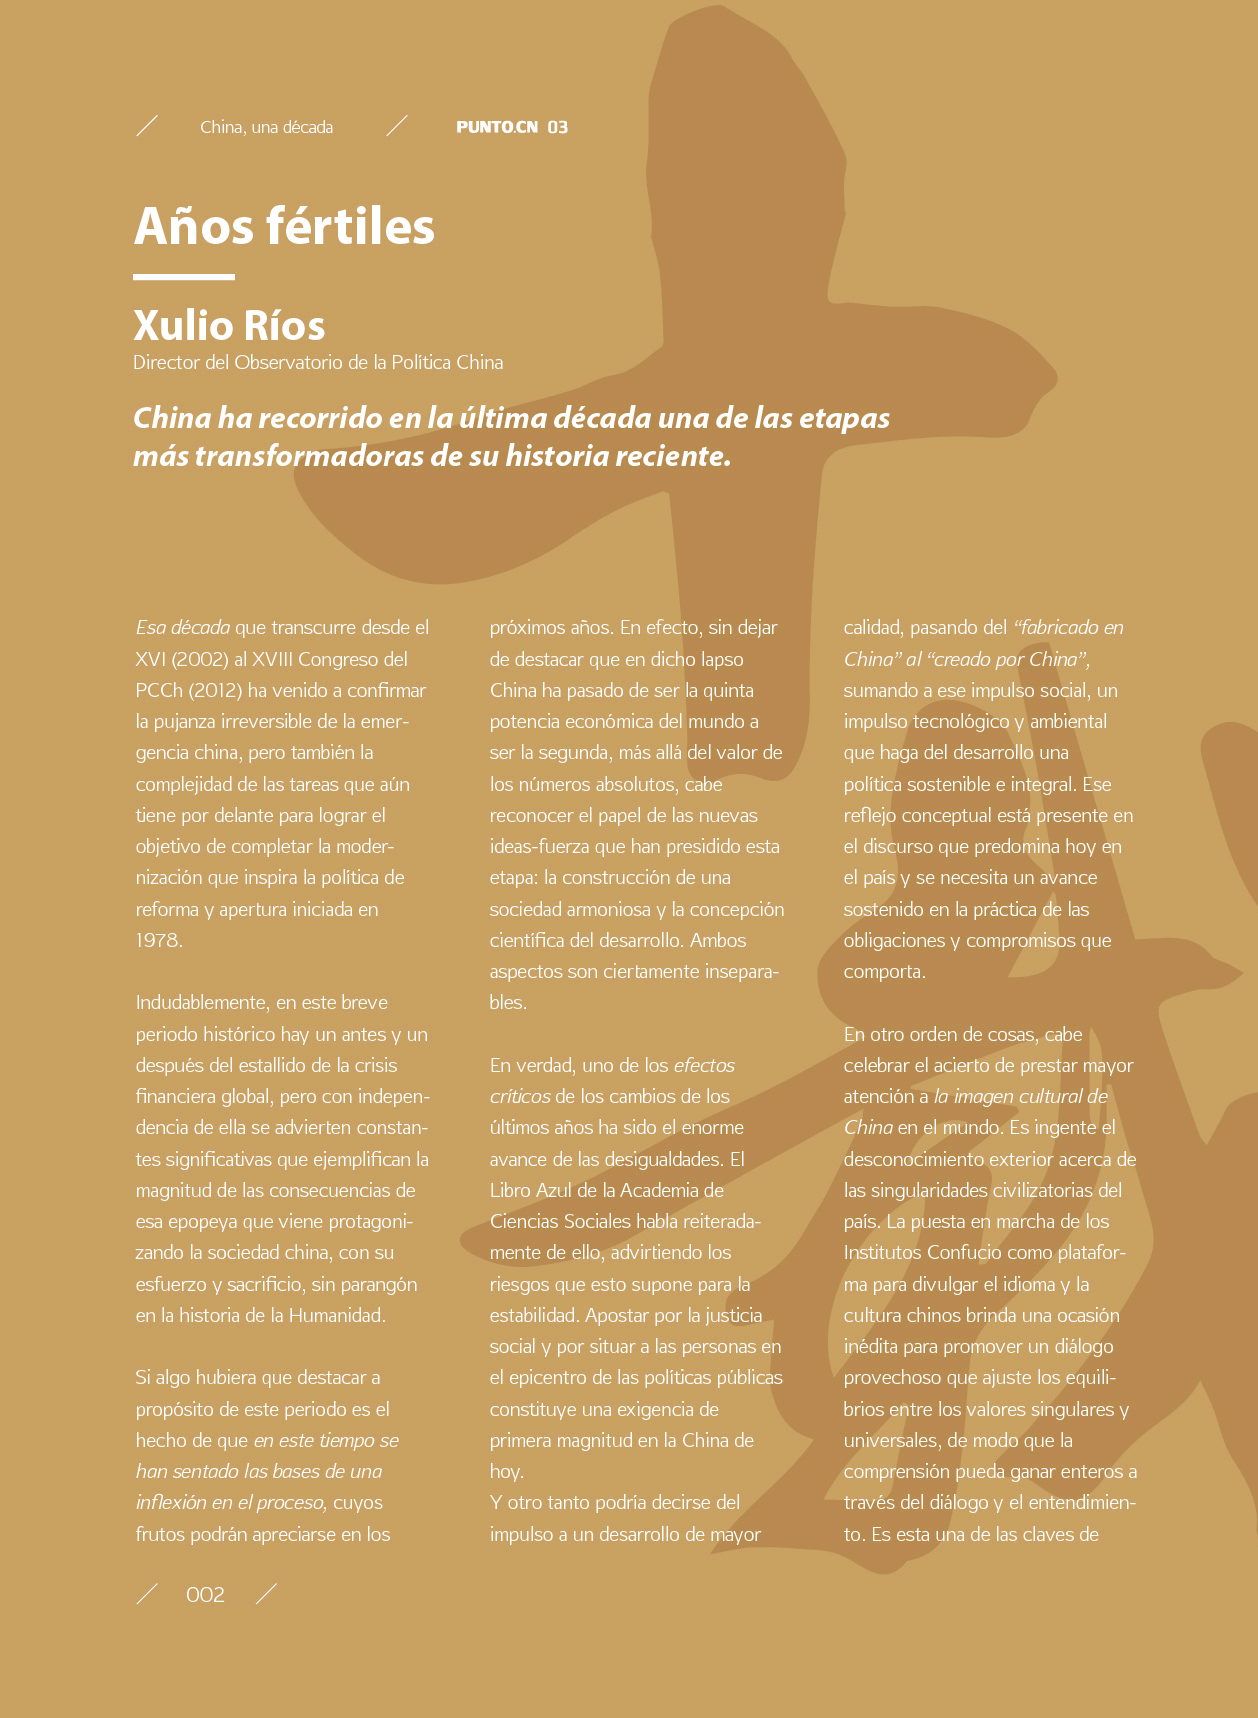 China, una década
PUNTO.CN 03
Años fértiles
Xulio Ríos
Director del Observatorio de la Política China
China ha recorrido en la última década una de las etapas
más transformadoras de su historia reciente.
Esa década que transcurre desde el
XVI (2002) al XVIII Congreso del
PCCh (2012) ha venido a confirmar
la pujanza irreversible de la emer-
gencia china, pero también la
complejidad de las tareas que aún
tiene por delante para lograr el
objetivo de completar la moder-
nización que inspira la política de
reforma y apertura iniciada en
1978.
Indudablemente, en este breve
periodo histórico hay un antes y un
después del estallido de la crisis
financiera global, pero con indepen-
dencia de ella se advierten constan-
tes significativas que ejemplifican la
magnitud de las consecuencias de
esa epopeya que viene protagoni-
zando la sociedad china, con su
esfuerzo y sacrificio, sin parangón
en la historia de la Humanidad.
Si algo hubiera que destacar a
propósito de este periodo es el
hecho de que en este tiempo se
han sentado las bases de una
inflexión en el proceso, cuyos
frutos podrán apreciarse en los
próximos años. En efecto, sin dejar
de destacar que en dicho lapso
China ha pasado de ser la quinta
potencia económica del mundo a
ser la segunda, más allá del valor de
los números absolutos, cabe
reconocer el papel de las nuevas
ideas-fuerza que han presidido esta
etapa: la construcción de una
sociedad armoniosa y la concepción
científica del desarrollo. Ambos
aspectos son ciertamente insepara-
bles.
En verdad, uno de los efectos
críticos de los cambios de los
últimos años ha sido el enorme
avance de las desigualdades. El
Libro Azul de la Academia de
Ciencias Sociales habla reiterada-
mente de ello, advirtiendo los
riesgos que esto supone para la
estabilidad. Apostar por la justicia
social y por situar a las personas en
el epicentro de las políticas públicas
constituye una exigencia de
primera magnitud en la China de
hoy.
Y otro tanto podría decirse del
impulso a un desarrollo de mayor
calidad, pasando del “fabricado en
China” al “creado por China”,
sumando a ese impulso social, un
impulso tecnológico y ambiental
que haga del desarrollo una
política sostenible e integral. Ese
reflejo conceptual está presente en
el discurso que predomina hoy en
el país y se necesita un avance
sostenido en la práctica de las
obligaciones y compromisos que
comporta.
En otro orden de cosas, cabe
celebrar el acierto de prestar mayor
atención a la imagen cultural de
China en el mundo. Es ingente el
desconocimiento exterior acerca de
las singularidades civilizatorias del
país. La puesta en marcha de los
Institutos Confucio como platafor-
ma para divulgar el idioma y la
cultura chinos brinda una ocasión
inédita para promover un diálogo
provechoso que ajuste los equili-
brios entre los valores singulares y
universales, de modo que la
comprensión pueda ganar enteros a
través del diálogo y el entendimien-
to. Es esta una de las claves de
002